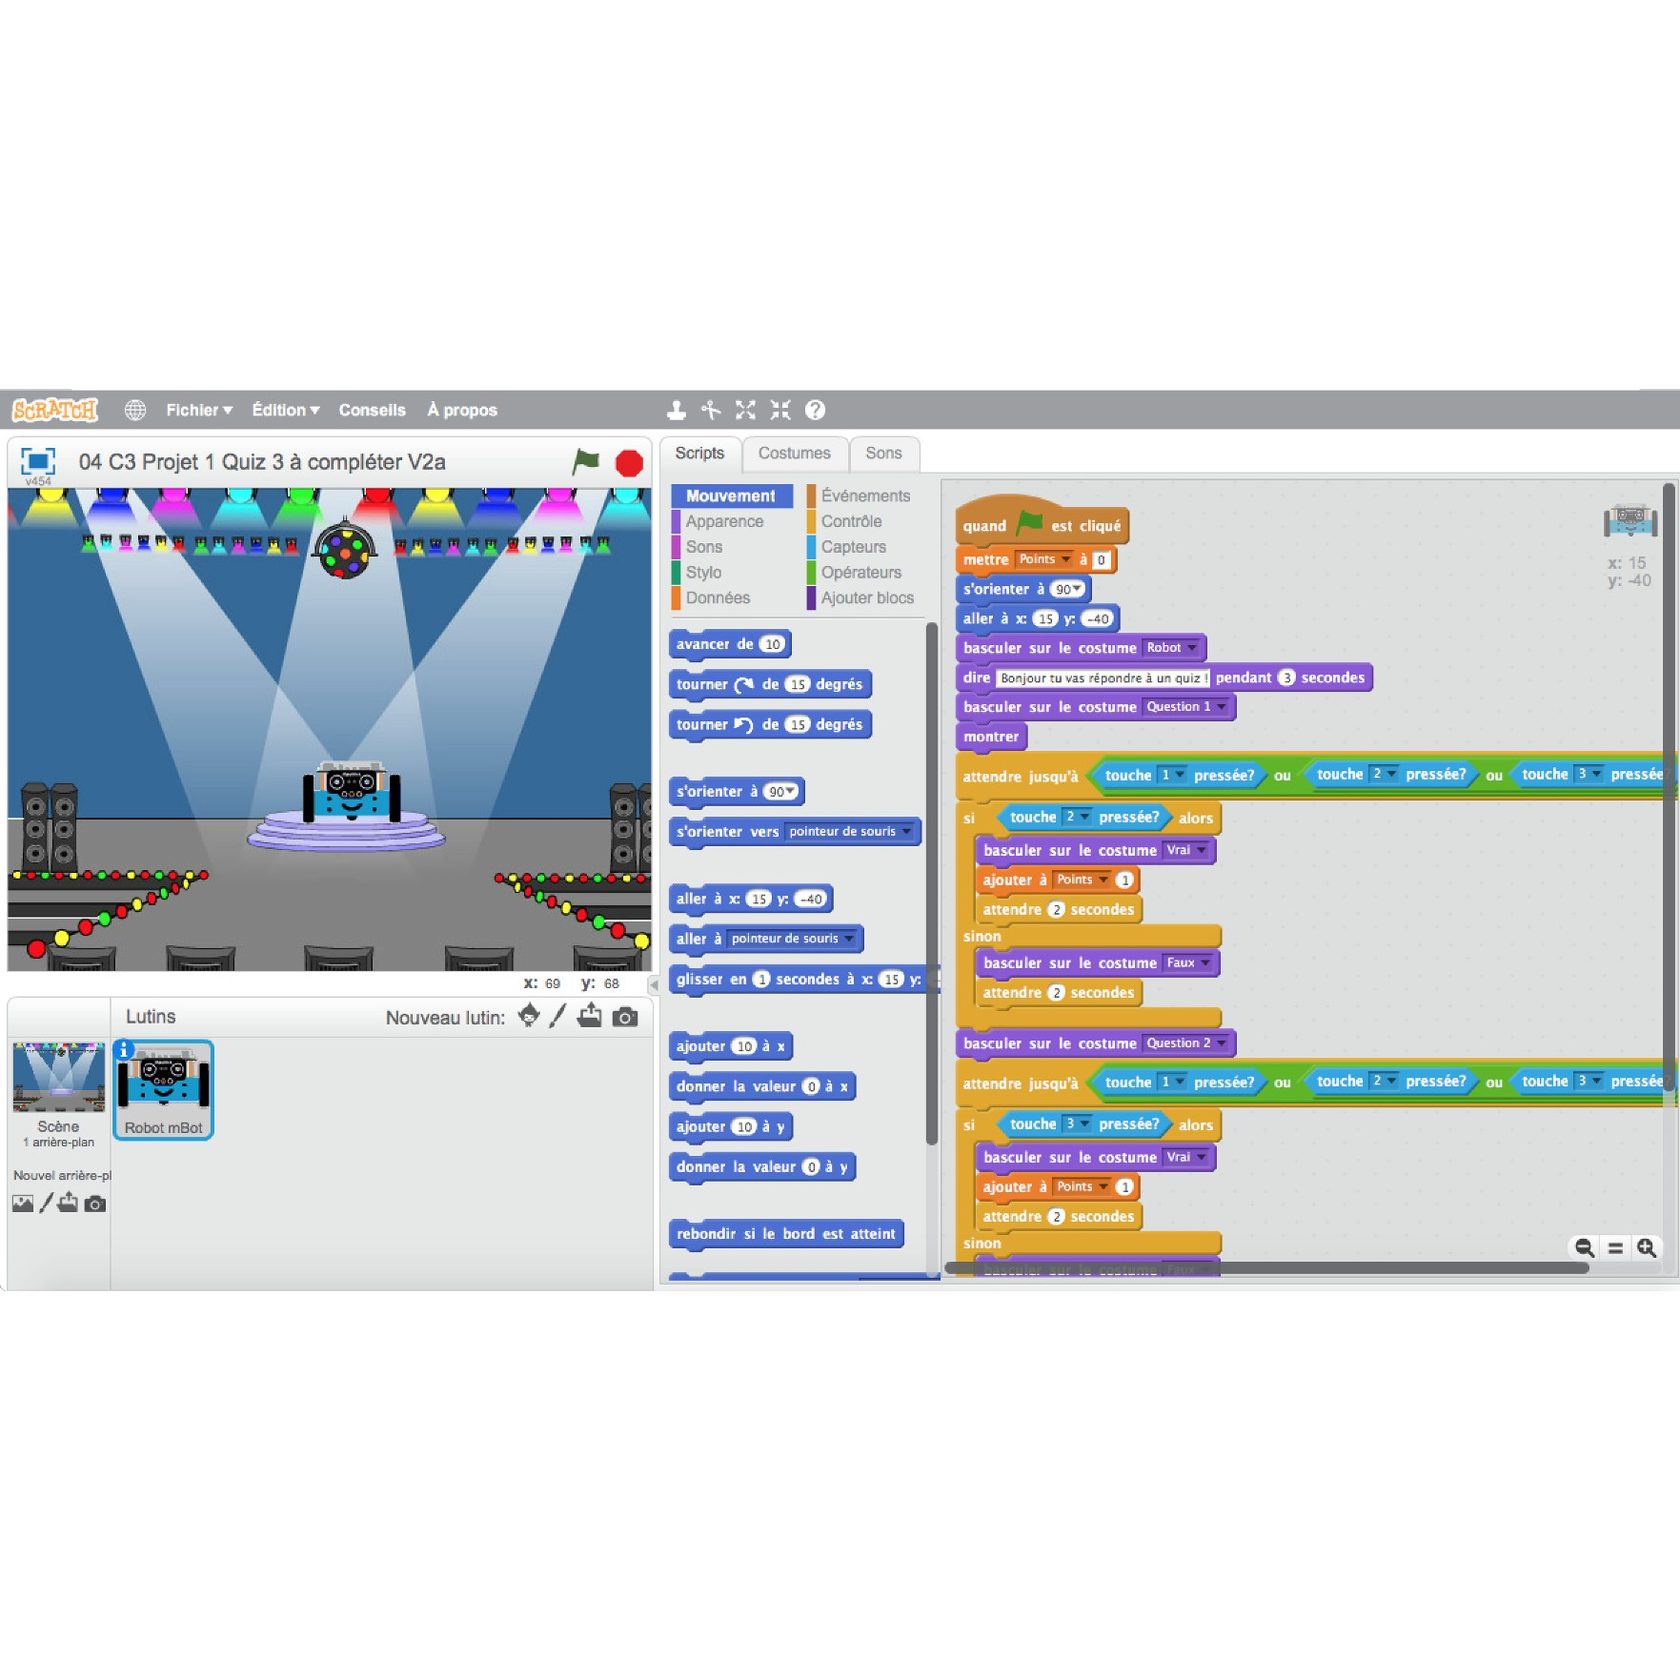 SCRATCH Fichier Édition Conseils À propos
04 C3 Projet 1 Quiz 3 à compléter V2a
v454
x: 69 y: 68
Lutins Nouveau lutin:
Scène
1 arrière-plan
Nouvel arrière-pl
Robot mBot
Scripts Costumes Sons
Mouvement Événements
Apparence Contrôle
Sons Capteurs
Stylo Opérateurs
Données Ajouter blocs
avancer de 10
tourner de 15 degrés
tourner de 15 degrés
s'orienter à 90
s'orienter vers pointeur de souris
aller à x: 15 y: -40
aller à pointeur de souris
glisser en 1 secondes à x: 15 y:
ajouter 10 à x
donner la valeur 0 à x
ajouter 10 à y
donner la valeur 0 à y
rebondir si le bord est atteint
quand est cliqué
mettre Points à 0
s'orienter à 90
aller à x: 15 y: -40
basculer sur le costume Robot
dire Bonjour tu vas répondre à un quiz ! pendant 3 secondes
basculer sur le costume Question 1
montrer
attendre jusqu'à touche 1 pressée? ou touche 2 pressée? ou touche 3 pressée
si touche 2 pressée? alors
basculer sur le costume Vrai
ajouter à Points 1
attendre 2 secondes
sinon
basculer sur le costume Faux
attendre 2 secondes
basculer sur le costume Question 2
attendre jusqu'à touche 1 pressée? ou touche 2 pressée? ou touche 3 pressée
si touche 3 pressée? alors
basculer sur le costume Vrai
ajouter à Points 1
attendre 2 secondes
sinon
basculer sur le costume Faux
x: 15
y: -40